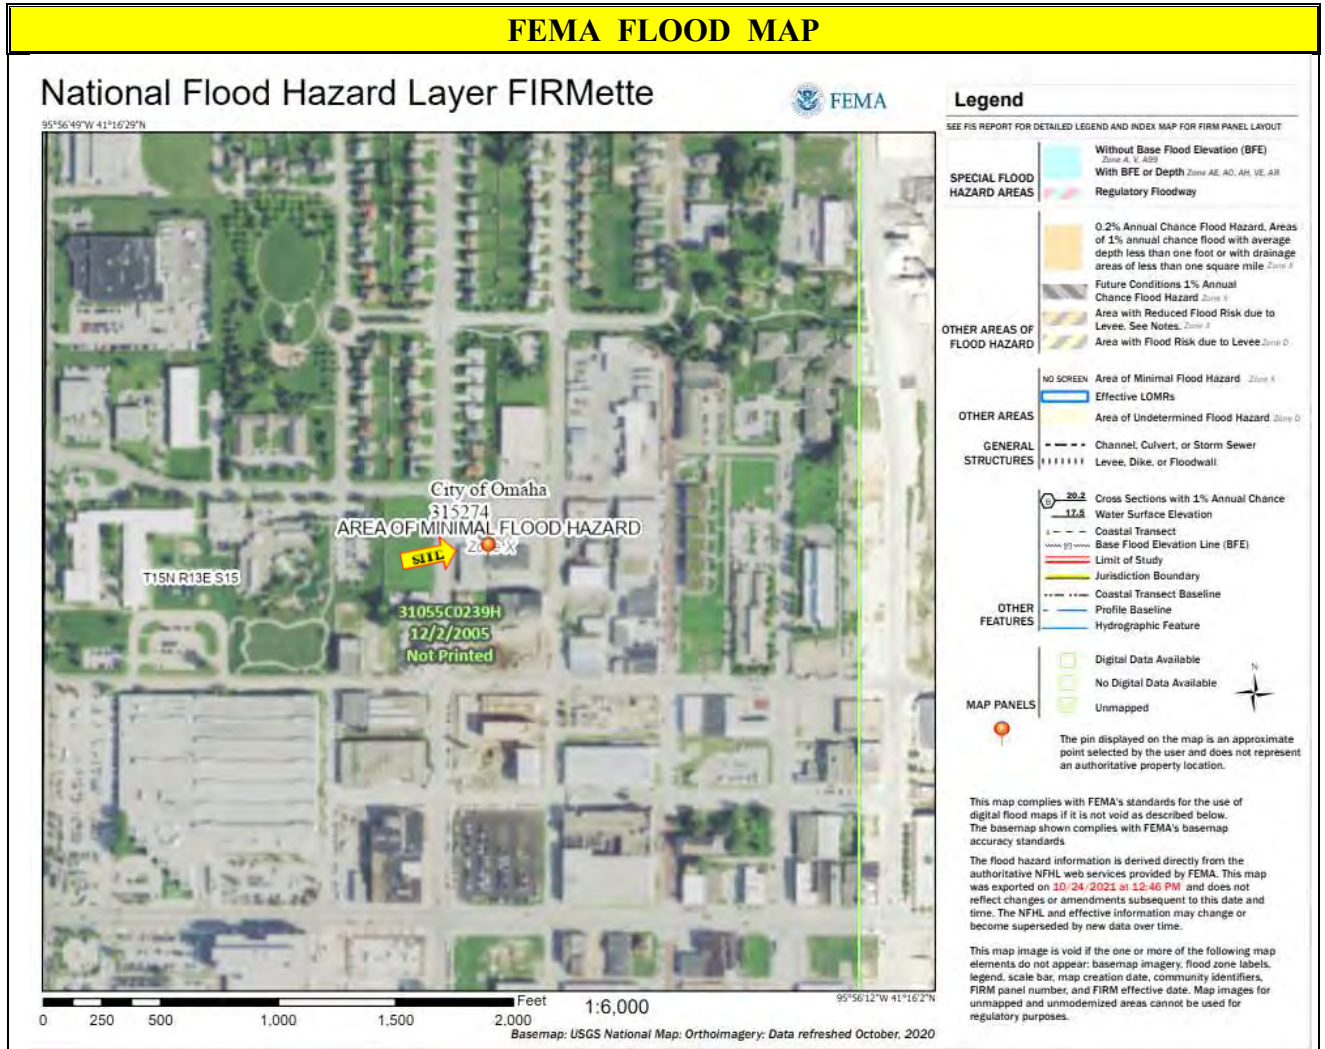 FEMA FLOOD MAP
National Flood Hazard Layer FIRMette
FEMA
95°56'49"W 41°16'29"N
City of Omaha
315274
AREA OF MINIMAL FLOOD HAZARD
Zone X
SITE
T15N R13E S15
31055C0239H
12/2/2005
Not Printed
95°56'12"W 41°16'2"N
Feet
1:6,000
0 250 500 1,000 1,500 2,000
Basemap: USGS National Map: Orthoimagery: Data refreshed October, 2020
Legend
SEE FIS REPORT FOR DETAILED LEGEND AND INDEX MAP FOR FIRM PANEL LAYOUT
SPECIAL FLOOD
HAZARD AREAS
Without Base Flood Elevation (BFE)
Zone A, V, A99
With BFE or Depth Zone AE, AO, AH, VE, AR
Regulatory Floodway
OTHER AREAS OF
FLOOD HAZARD
0.2% Annual Chance Flood Hazard, Areas
of 1% annual chance flood with average
depth less than one foot or with drainage
areas of less than one square mile Zone X
Future Conditions 1% Annual
Chance Flood Hazard Zone X
Area with Reduced Flood Risk due to
Levee. See Notes. Zone X
Area with Flood Risk due to Levee Zone D
OTHER AREAS
NO SCREEN Area of Minimal Flood Hazard Zone X
Effective LOMRs
Area of Undetermined Flood Hazard Zone D
GENERAL
STRUCTURES
Channel, Culvert, or Storm Sewer
Levee, Dike, or Floodwall
OTHER
FEATURES
B 20.2 Cross Sections with 1% Annual Chance
17.5 Water Surface Elevation
Coastal Transect
Base Flood Elevation Line (BFE)
Limit of Study
Jurisdiction Boundary
Coastal Transect Baseline
Profile Baseline
Hydrographic Feature
MAP PANELS
Digital Data Available
No Digital Data Available
Unmapped
N
The pin displayed on the map is an approximate
point selected by the user and does not represent
an authoritative property location.
This map complies with FEMA's standards for the use of
digital flood maps if it is not void as described below.
The basemap shown complies with FEMA's basemap
accuracy standards
The flood hazard information is derived directly from the
authoritative NFHL web services provided by FEMA. This map
was exported on 10/24/2021 at 12:46 PM and does not
reflect changes or amendments subsequent to this date and
time. The NFHL and effective information may change or
become superseded by new data over time.
This map image is void if the one or more of the following map
elements do not appear: basemap imagery, flood zone labels,
legend, scale bar, map creation date, community identifiers,
FIRM panel number, and FIRM effective date. Map images for
unmapped and unmodernized areas cannot be used for
regulatory purposes.